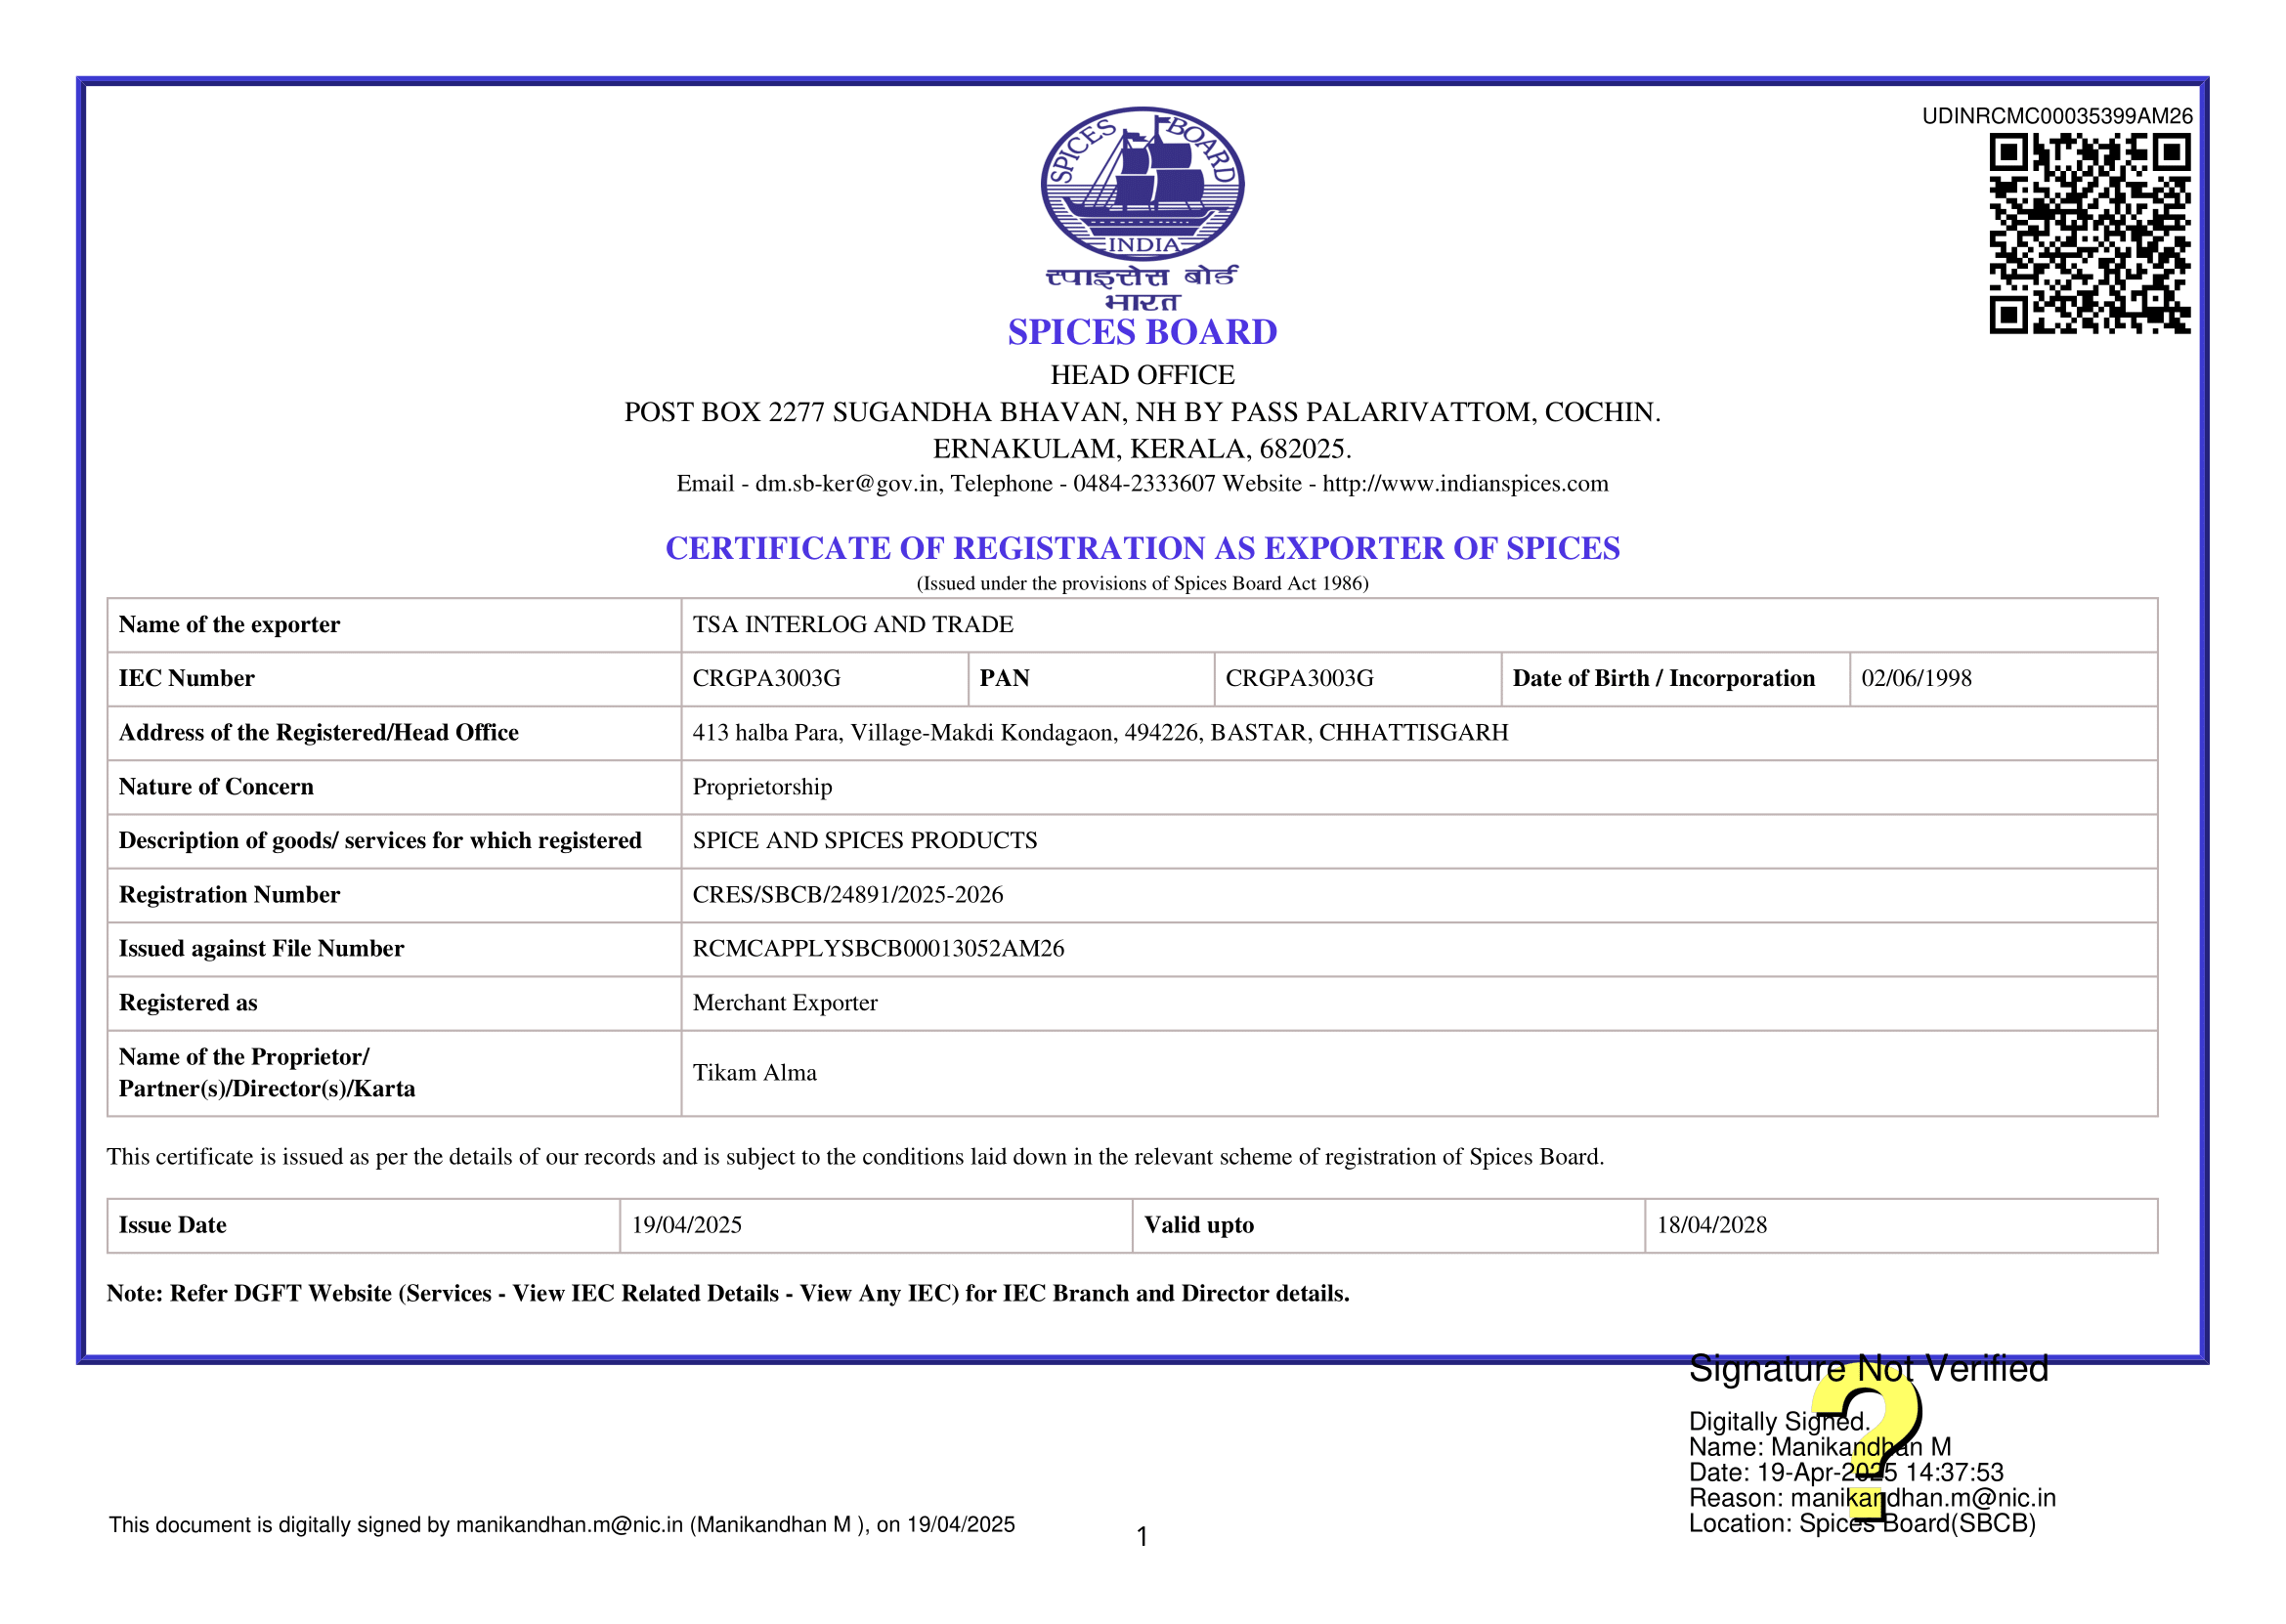 UDINRCMC00035399AM26
SPICES BOARD
INDIA
स्पाइसेस बोर्ड
भारत
SPICES BOARD
HEAD OFFICE
POST BOX 2277 SUGANDHA BHAVAN, NH BY PASS PALARIVATTOM, COCHIN.
ERNAKULAM, KERALA, 682025.
Email - dm.sb-ker@gov.in, Telephone - 0484-2333607 Website - http://www.indianspices.com
CERTIFICATE OF REGISTRATION AS EXPORTER OF SPICES
(Issued under the provisions of Spices Board Act 1986)
Name of the exporter TSA INTERLOG AND TRADE
IEC Number CRGPA3003G PAN CRGPA3003G Date of Birth / Incorporation 02/06/1998
Address of the Registered/Head Office 413 halba Para, Village-Makdi Kondagaon, 494226, BASTAR, CHHATTISGARH
Nature of Concern Proprietorship
Description of goods/ services for which registered SPICE AND SPICES PRODUCTS
Registration Number CRES/SBCB/24891/2025-2026
Issued against File Number RCMCAPPLYSBCB00013052AM26
Registered as Merchant Exporter
Name of the Proprietor/
Partner(s)/Director(s)/Karta Tikam Alma
This certificate is issued as per the details of our records and is subject to the conditions laid down in the relevant scheme of registration of Spices Board.
Issue Date 19/04/2025 Valid upto 18/04/2028
Note: Refer DGFT Website (Services - View IEC Related Details - View Any IEC) for IEC Branch and Director details.
Signature Not Verified
Digitally Signed.
Name: Manikandhan M
Date: 19-Apr-2025 14:37:53
Reason: manikandhan.m@nic.in
Location: Spices Board(SBCB)
This document is digitally signed by manikandhan.m@nic.in (Manikandhan M ), on 19/04/2025
1